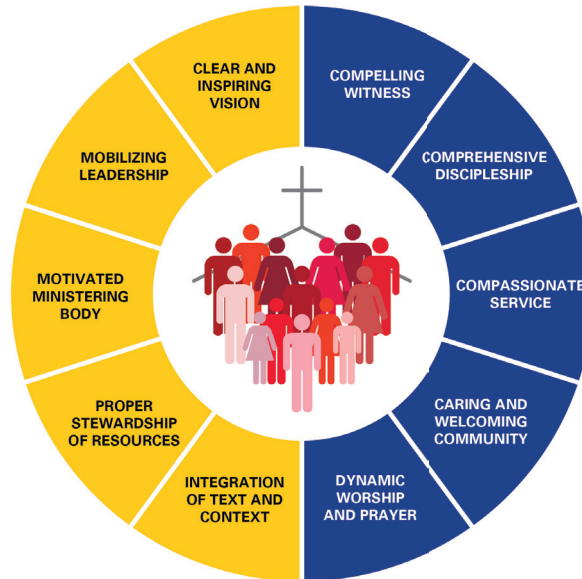 CLEAR AND
INSPIRING
VISION
COMPELLING
WITNESS
COMPREHENSIVE
DISCIPLESHIP
COMPASSIONATE
SERVICE
CARING AND
WELCOMING
COMMUNITY
DYNAMIC
WORSHIP
AND PRAYER
INTEGRATION
OF TEXT AND
CONTEXT
PROPER
STEWARDSHIP
OF RESOURCES
MOTIVATED
MINISTERING
BODY
MOBILIZING
LEADERSHIP